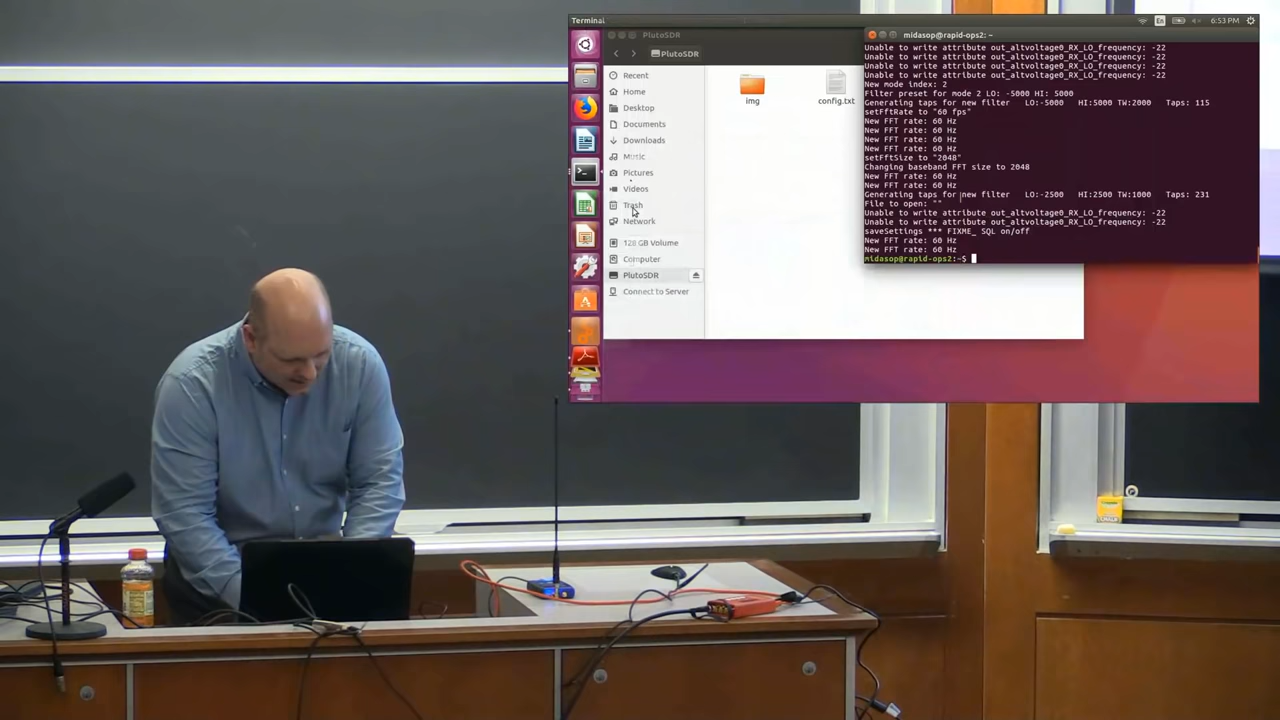 Terminal
En
6:53 PM
PlutoSDR
PlutoSDR
Recent
Home
Desktop
Documents
Downloads
Music
Pictures
Videos
Trash
Network
128 GB Volume
Computer
PlutoSDR
Connect to Server
img
config.txt
midasop@rapid-ops2: ~
Unable to write attribute out_altvoltage0_RX_LO_frequency: -22
Unable to write attribute out_altvoltage0_RX_LO_frequency: -22
Unable to write attribute out_altvoltage0_RX_LO_frequency: -22
Unable to write attribute out_altvoltage0_RX_LO_frequency: -22
New mode index: 2
Filter preset for mode 2 LO: -5000 HI: 5000
Generating taps for new filter LO:-5000 HI:5000 TW:2000 Taps: 115
setFftRate to "60 fps"
New FFT rate: 60 Hz
New FFT rate: 60 Hz
New FFT rate: 60 Hz
New FFT rate: 60 Hz
setFftSize to "2048"
Changing baseband FFT size to 2048
New FFT rate: 60 Hz
New FFT rate: 60 Hz
Generating taps for new filter LO:-2500 HI:2500 TW:1000 Taps: 231
File to open: ""
Unable to write attribute out_altvoltage0_RX_LO_frequency: -22
Unable to write attribute out_altvoltage0_RX_LO_frequency: -22
saveSettings *** FIXME_ SQL on/off
New FFT rate: 60 Hz
New FFT rate: 60 Hz
midasop@rapid-ops2:~$